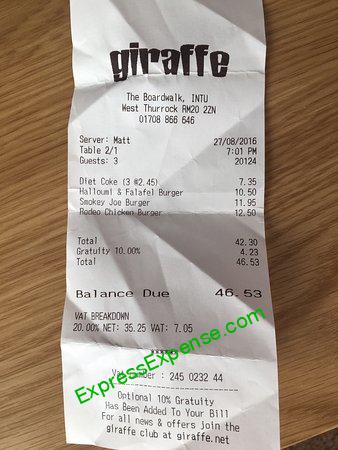 giraffe
The Boardwalk, INTU
West Thurrock RM20 2ZN
01708 866 646
Server: Matt 27/08/2016
Table 2/1 7:01 PM
Guests: 3 20124
Diet Coke (3 @2.45) 7.35
Halloumi & Falafel Burger 10.50
Smokey Joe Burger 11.95
Rodeo Chicken Burger 12.50
Total 42.30
Gratuity 10.00% 4.23
Total 46.53
Balance Due 46.53
VAT BREAKDOWN
20.00% NET: 35.25 VAT: 7.05
ExpressExpense.com
Vat Number : 245 0232 44
Optional 10% Gratuity
Has Been Added To Your Bill
For all news & offers join the
giraffe club at giraffe.net